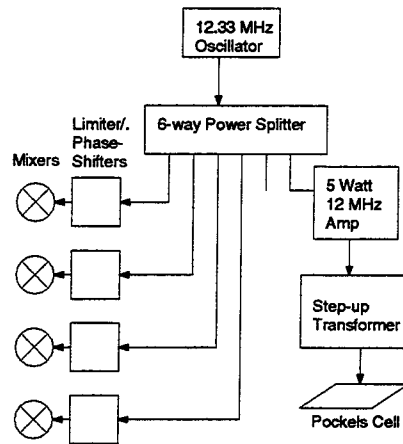 12.33 MHz
Oscillator
6-way Power Splitter
Limiter/.
Phase-
Shifters
Mixers
5 Watt
12 MHz
Amp
Step-up
Transformer
Pockels Cell